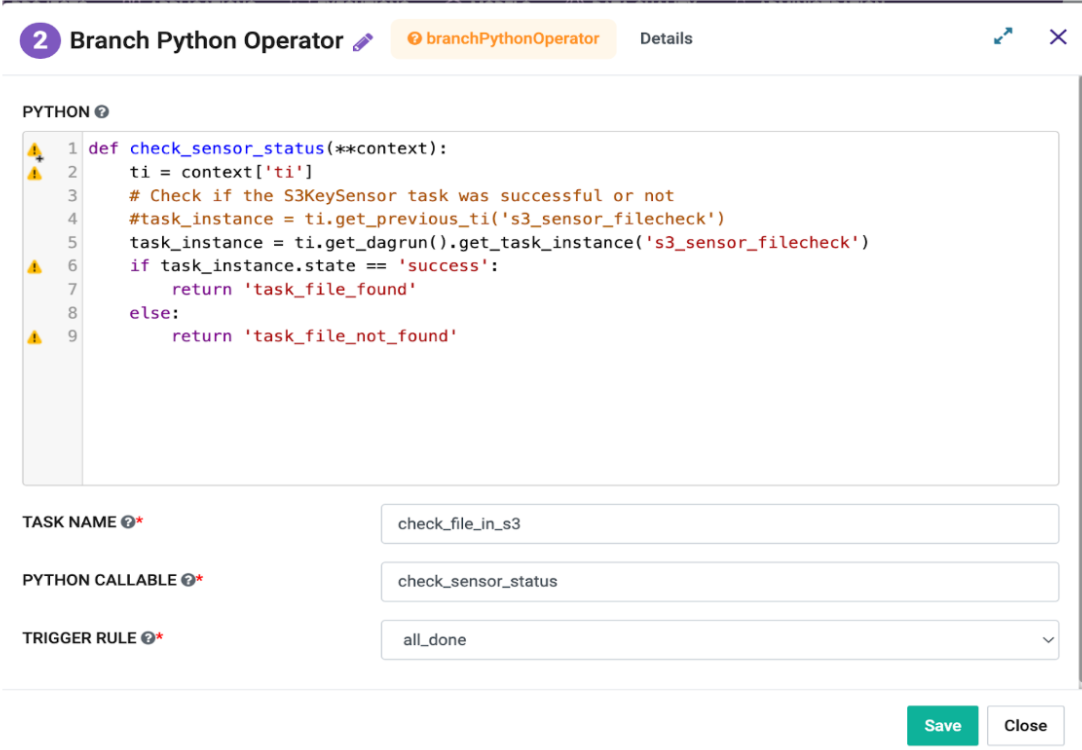 2 Branch Python Operator branchPythonOperator Details
PYTHON
1 def check_sensor_status(**context):
2 ti = context['ti']
3 # Check if the S3KeySensor task was successful or not
4 #task_instance = ti.get_previous_ti('s3_sensor_filecheck')
5 task_instance = ti.get_dagrun().get_task_instance('s3_sensor_filecheck')
6 if task_instance.state == 'success':
7 return 'task_file_found'
8 else:
9 return 'task_file_not_found'
TASK NAME * check_file_in_s3
PYTHON CALLABLE * check_sensor_status
TRIGGER RULE * all_done
Save Close